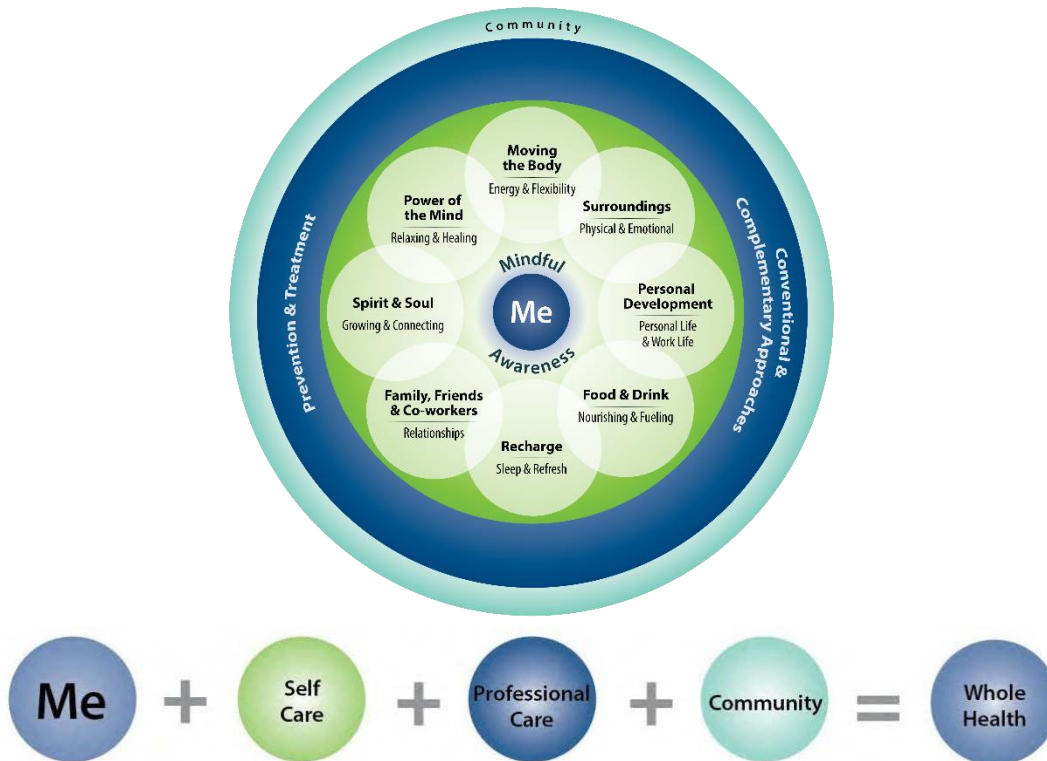 Community
Prevention & Treatment
Conventional &
Complementary Approaches
Moving
the Body
Energy & Flexibility
Surroundings
Physical & Emotional
Personal
Development
Personal Life
& Work Life
Food & Drink
Nourishing & Fueling
Recharge
Sleep & Refresh
Family, Friends
& Co-workers
Relationships
Spirit & Soul
Growing & Connecting
Power of
the Mind
Relaxing & Healing
Mindful
Me
Awareness
Me
+
Self
Care
+
Professional
Care
+
Community
=
Whole
Health